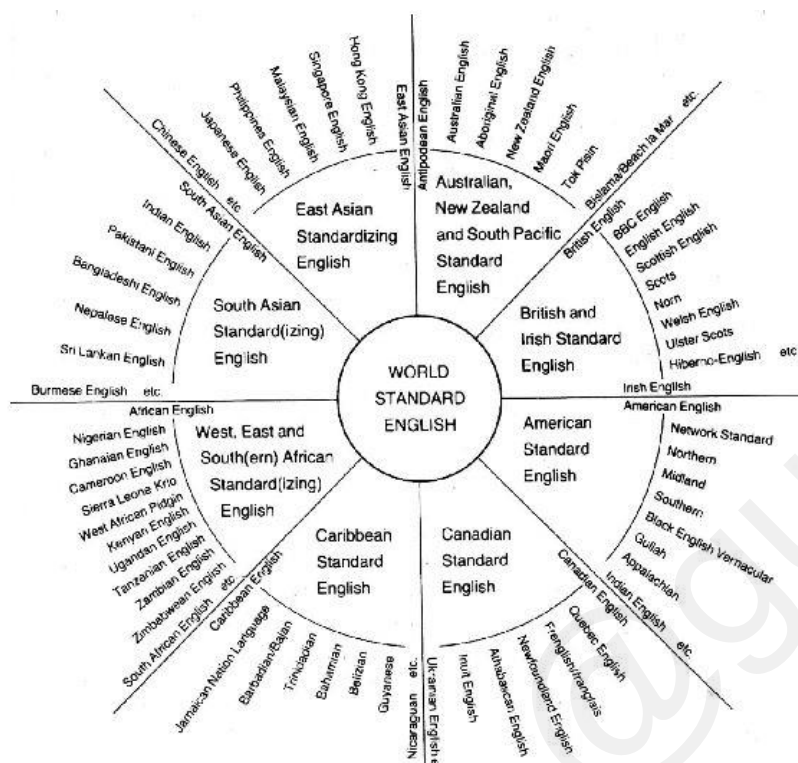 WORLD
STANDARD
ENGLISH
Australian,
New Zealand
and South Pacific
Standard
English
Antipodean English
Australian English
Aboriginal English
New Zealand English
Maori English
Tok Pisin
Bislama/Beach la Mar etc.
British and
Irish Standard
English
British English
BBC English
English English
Scottish English
Scots
Norn
Welsh English
Ulster Scots
Hiberno-English etc
Irish English
American
Standard
English
American English
Network Standard
Northern
Midland
Southern
Black English Vernacular
Gullah
Appalachian
Indian English etc.
Canadian
Standard
English
Canadian English
Quebec English
Frenglish/franglais
Newfoundland English
Athabascan English
Inuit English
Ukrainian English e
Caribbean
Standard
English
Caribbean English
Jamaican Nation Language
Barbadian/Bajan
Trinidadian
Bahamian
Belizian
Guyanese
Nicaraguan etc.
West, East and
South(ern) African
Standard(izing)
English
African English
Nigerian English
Ghanaian English
Cameroon English
Sierra Leone Krio
West African Pidgin
Kenyan English
Ugandan English
Tanzanian English
Zambian English
Zimbabwean English
South African English etc
South Asian
Standard(izing)
English
South Asian English
Indian English
Pakistani English
Bangladeshi English
Nepalese English
Sri Lankan English
Burmese English etc.
East Asian
Standardizing
English
East Asian English
Hong Kong English
Singapore English
Malaysian English
Philippines English
Japanese English
Chinese English etc
@gu